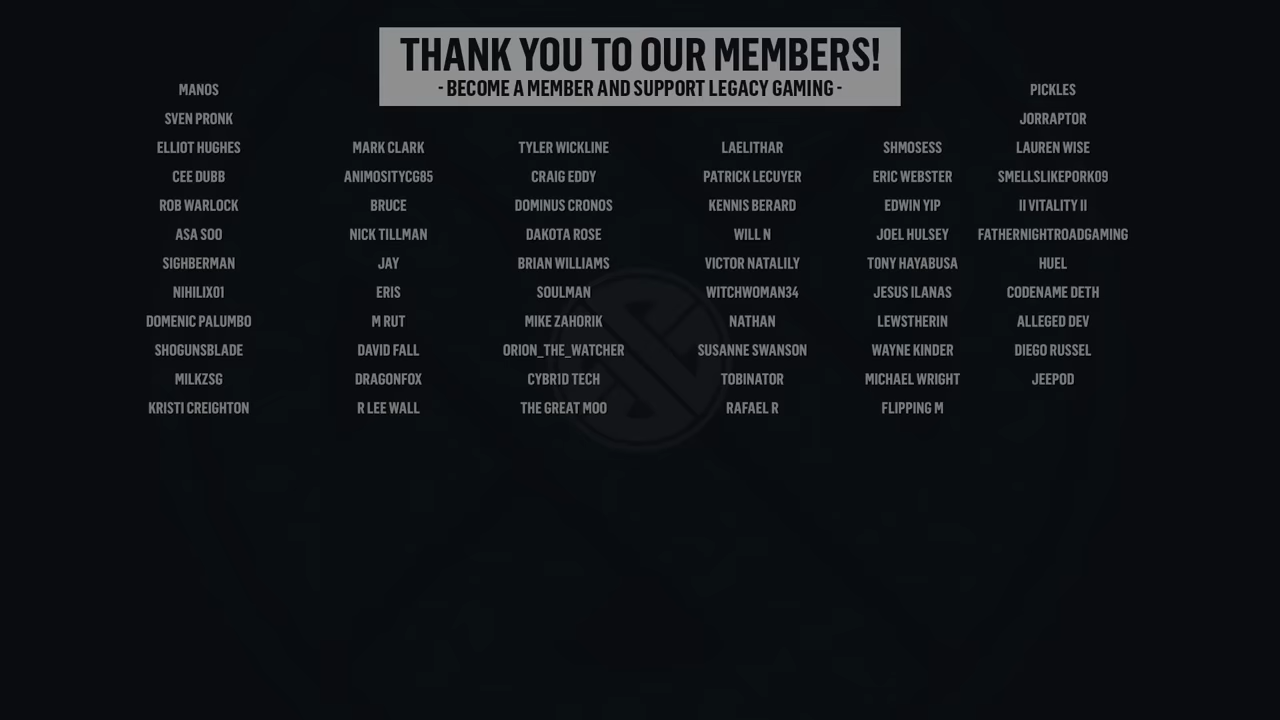 THANK YOU TO OUR MEMBERS!
- BECOME A MEMBER AND SUPPORT LEGACY GAMING -
MANOS
SVEN PRONK
ELLIOT HUGHES
CEE DUBB
ROB WARLOCK
ASA SOO
SIGHBERMAN
NIHILIX01
DOMENIC PALUMBO
SHOGUNSBLADE
MILKZSG
KRISTI CREIGHTON
MARK CLARK
ANIMOSITYCG85
BRUCE
NICK TILLMAN
JAY
ERIS
M RUT
DAVID FALL
DRAGONFOX
R LEE WALL
TYLER WICKLINE
CRAIG EDDY
DOMINUS CRONOS
DAKOTA ROSE
BRIAN WILLIAMS
SOULMAN
MIKE ZAHORIK
ORION_THE_WATCHER
CYBR1D TECH
THE GREAT MOO
LAELITHAR
PATRICK LECUYER
KENNIS BERARD
WILL N
VICTOR NATALILY
WITCHWOMAN34
NATHAN
SUSANNE SWANSON
TOBINATOR
RAFAEL R
SHMOSESS
ERIC WEBSTER
EDWIN YIP
JOEL HULSEY
TONY HAYABUSA
JESUS ILANAS
LEWSTHERIN
WAYNE KINDER
MICHAEL WRIGHT
FLIPPING M
PICKLES
JORRAPTOR
LAUREN WISE
SMELLSLIKEPORK09
II VITALITY II
FATHERNIGHTROADGAMING
HUEL
CODENAME DETH
ALLEGED DEV
DIEGO RUSSEL
JEEPOD